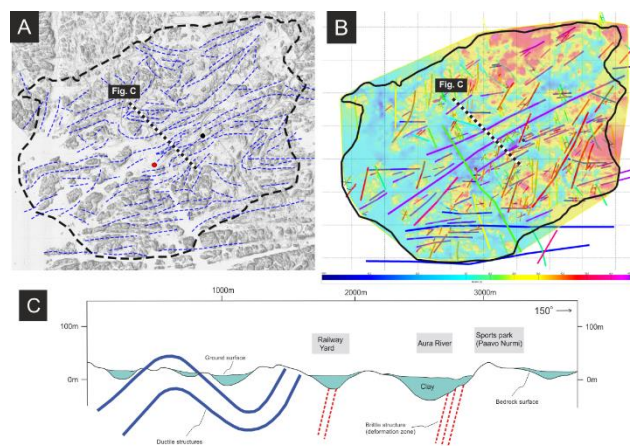 A
Fig. C
B
Fig. C
C
1000m
2000m
3000m
150°
100m
0m
100m
0m
Ground surface
Railway
Yard
Aura River
Sports park
(Paavo Nurmi)
Clay
Ductile structures
Brittle structure
(deformation zone)
Bedrock surface